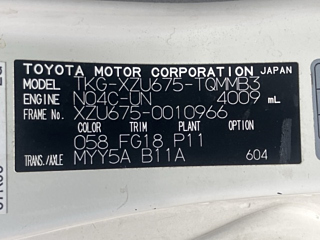 TOYOTA MOTOR CORPORATION JAPAN
MODEL TKG-XZU675-TQMMB3
ENGINE N04C-UN 4009 mL
FRAME No. XZU675-0010966
COLOR TRIM PLANT OPTION
058 FG18 P11
TRANS./AXLE MYY5A B11A 604